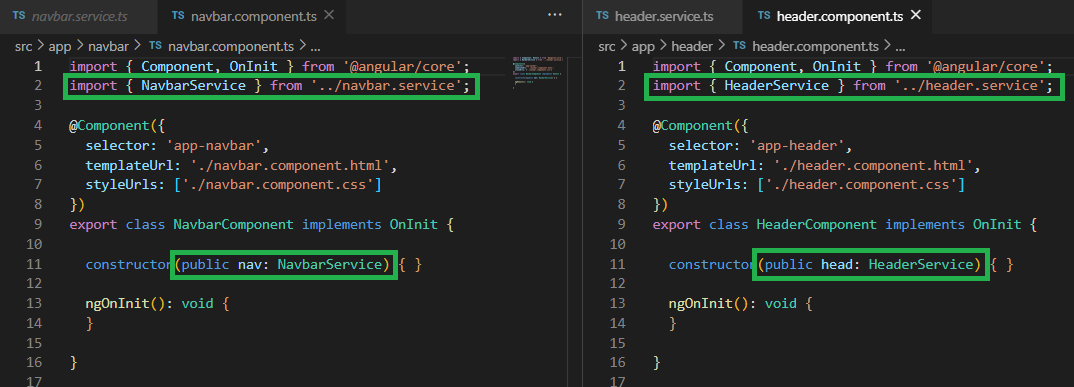 TS navbar.service.ts
TS navbar.component.ts ×
...
src > app > navbar > TS navbar.component.ts > ...
1 import { Component, OnInit } from '@angular/core';
2 import { NavbarService } from '../navbar.service';
3
4 @Component({
5 selector: 'app-navbar',
6 templateUrl: './navbar.component.html',
7 styleUrls: ['./navbar.component.css']
8 })
9 export class NavbarComponent implements OnInit {
10
11 constructor(public nav: NavbarService) { }
12
13 ngOnInit(): void {
14 }
15
16 }
17
TS header.service.ts
TS header.component.ts ×
src > app > header > TS header.component.ts > ...
1 import { Component, OnInit } from '@angular/core';
2 import { HeaderService } from '../header.service';
3
4 @Component({
5 selector: 'app-header',
6 templateUrl: './header.component.html',
7 styleUrls: ['./header.component.css']
8 })
9 export class HeaderComponent implements OnInit {
10
11 constructor(public head: HeaderService) { }
12
13 ngOnInit(): void {
14 }
15
16 }
17